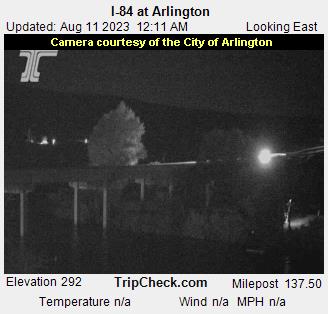 I-84 at Arlington
Updated: Aug 11 2023 12:11 AM Looking East
Camera courtesy of the City of Arlington
Elevation 292 TripCheck.com Milepost 137.50
Temperature n/a Wind n/a MPH n/a